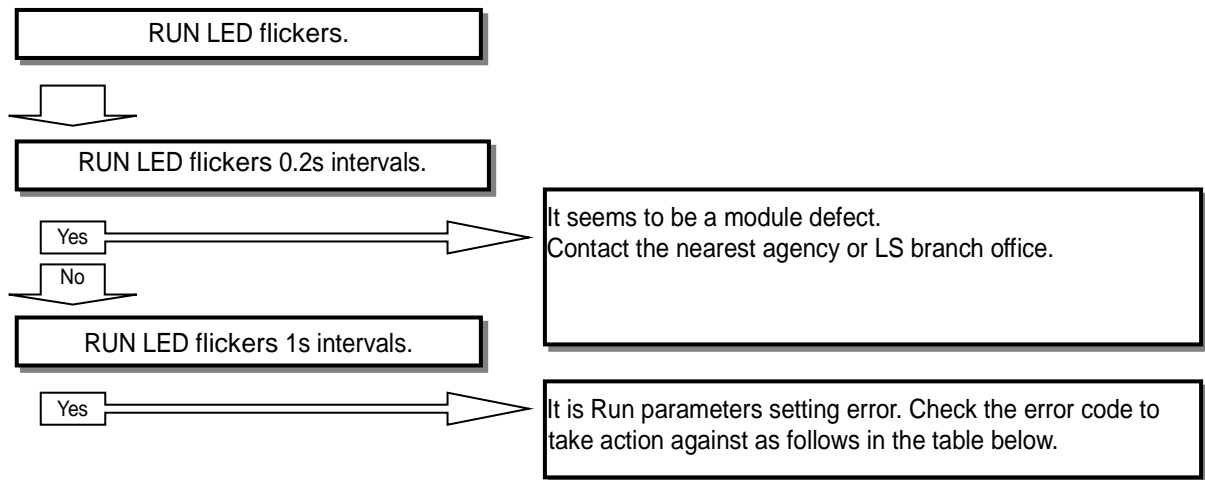 RUN LED flickers.
RUN LED flickers 0.2s intervals.
Yes
It seems to be a module defect.
Contact the nearest agency or LS branch office.
No
RUN LED flickers 1s intervals.
Yes
It is Run parameters setting error. Check the error code to
take action against as follows in the table below.